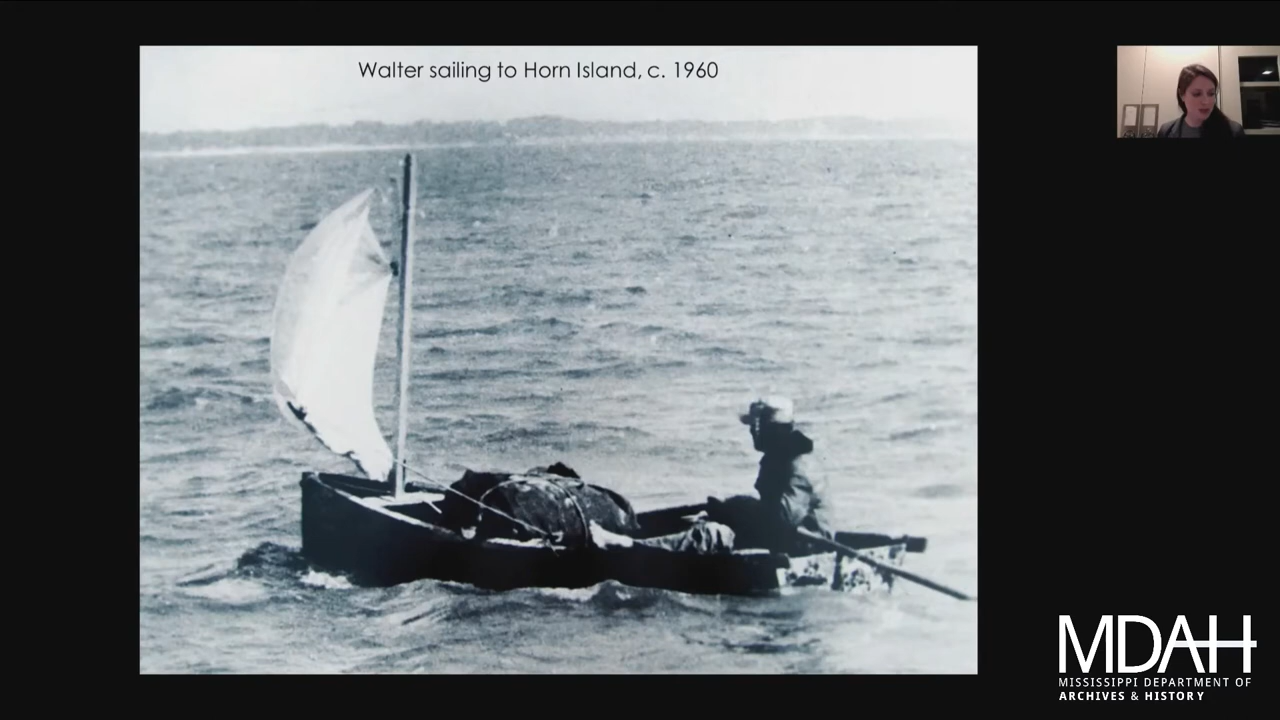 Walter sailing to Horn Island, c. 1960
MDAH
MISSISSIPPI DEPARTMENT OF
ARCHIVES & HISTORY